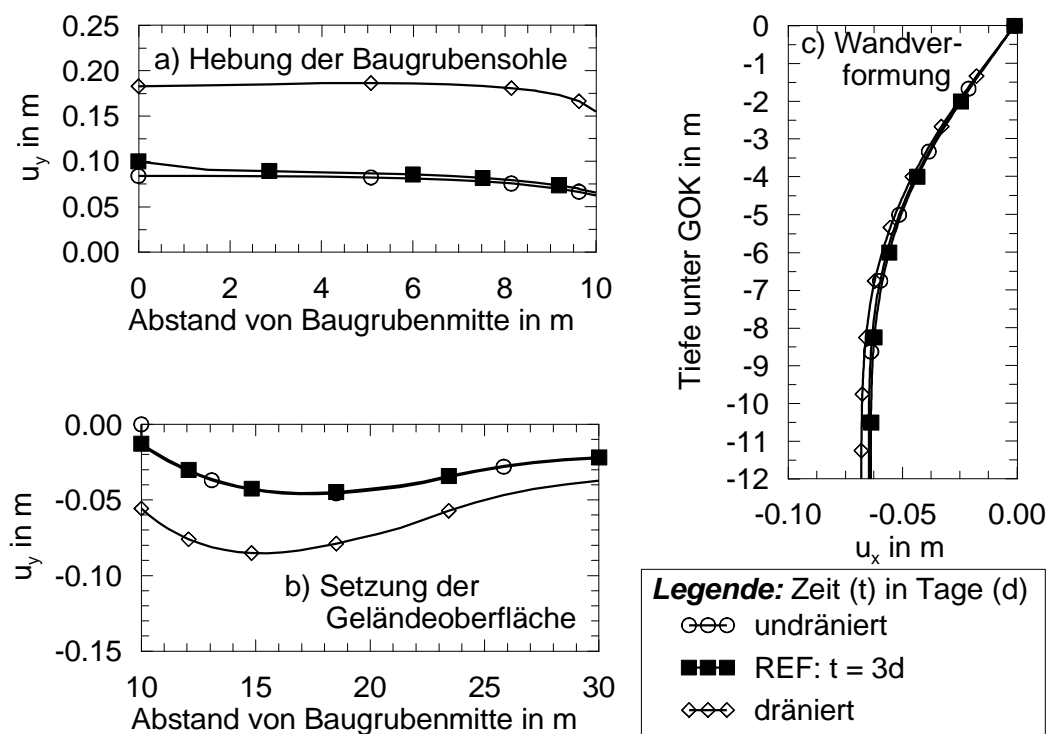 a) Hebung der Baugrubensohle
u_y in m
0.25
0.20
0.15
0.10
0.05
0.00
0 2 4 6 8 10
Abstand von Baugrubenmitte in m
b) Setzung der
Geländeoberfläche
u_y in m
0.00
-0.05
-0.10
-0.15
10 15 20 25 30
Abstand von Baugrubenmitte in m
c) Wandver-
formung
Tiefe unter GOK in m
-0
-1
-2
-3
-4
-5
-6
-7
-8
-9
-10
-11
-12
-0.10 -0.05 0.00
u_x in m
Legende: Zeit (t) in Tage (d)
undräniert
REF: t = 3d
dräniert